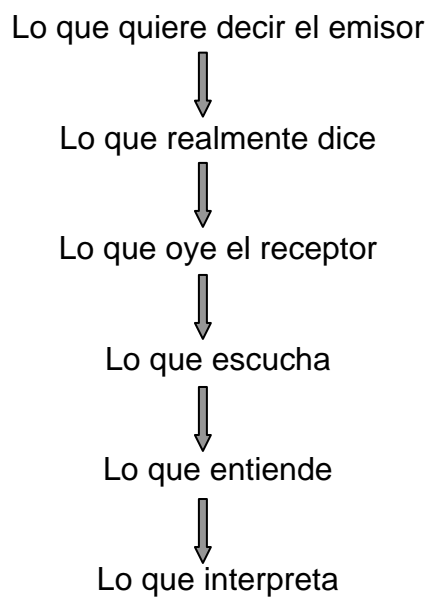 Lo que quiere decir el emisor
Lo que realmente dice
Lo que oye el receptor
Lo que escucha
Lo que entiende
Lo que interpreta